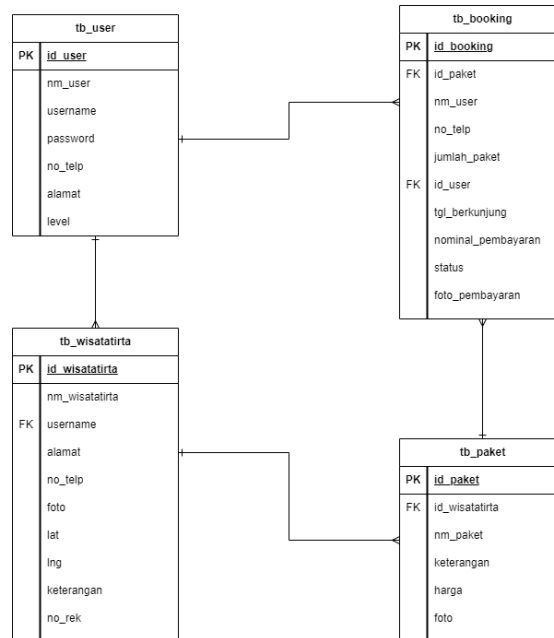 tb_user
PK id_user
nm_user
username
password
no_telp
alamat
level
tb_booking
PK id_booking
FK id_paket
nm_user
no_telp
jumlah_paket
FK id_user
tgl_berkunjung
nominal_pembayaran
status
foto_pembayaran
tb_wisatatirta
PK id_wisatatirta
nm_wisatatirta
FK username
alamat
no_telp
foto
lat
lng
keterangan
no_rek
tb_paket
PK id_paket
FK id_wisatatirta
nm_paket
keterangan
harga
foto